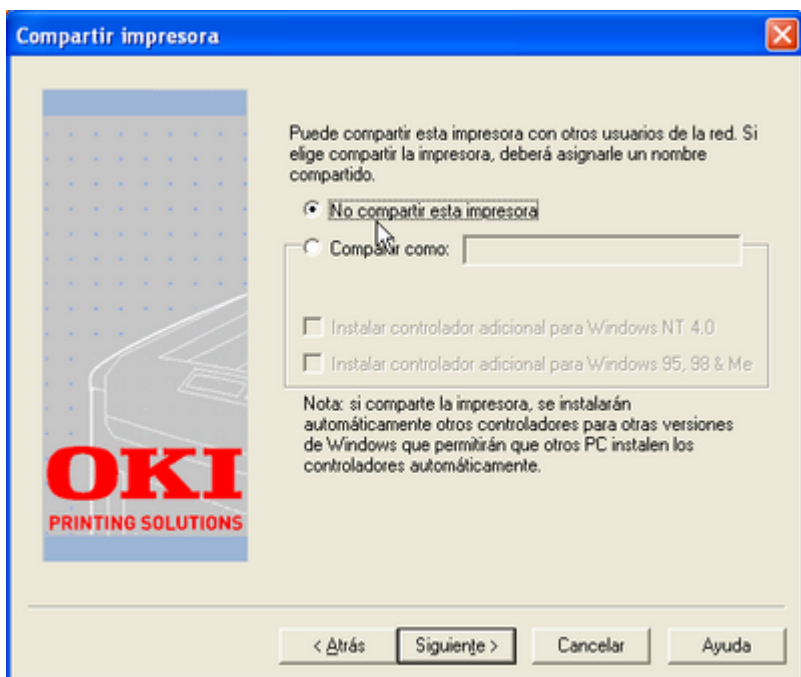 Compartir impresora
Puede compartir esta impresora con otros usuarios de la red. Si
elige compartir la impresora, deberá asignarle un nombre
compartido.
No compartir esta impresora
Compartir como:
Instalar controlador adicional para Windows NT 4.0
Instalar controlador adicional para Windows 95, 98 & Me
Nota: si comparte la impresora, se instalarán
automáticamente otros controladores para otras versiones
de Windows que permitirán que otros PC instalen los
controladores automáticamente.
OKI
PRINTING SOLUTIONS
< Atrás
Siguiente >
Cancelar
Ayuda